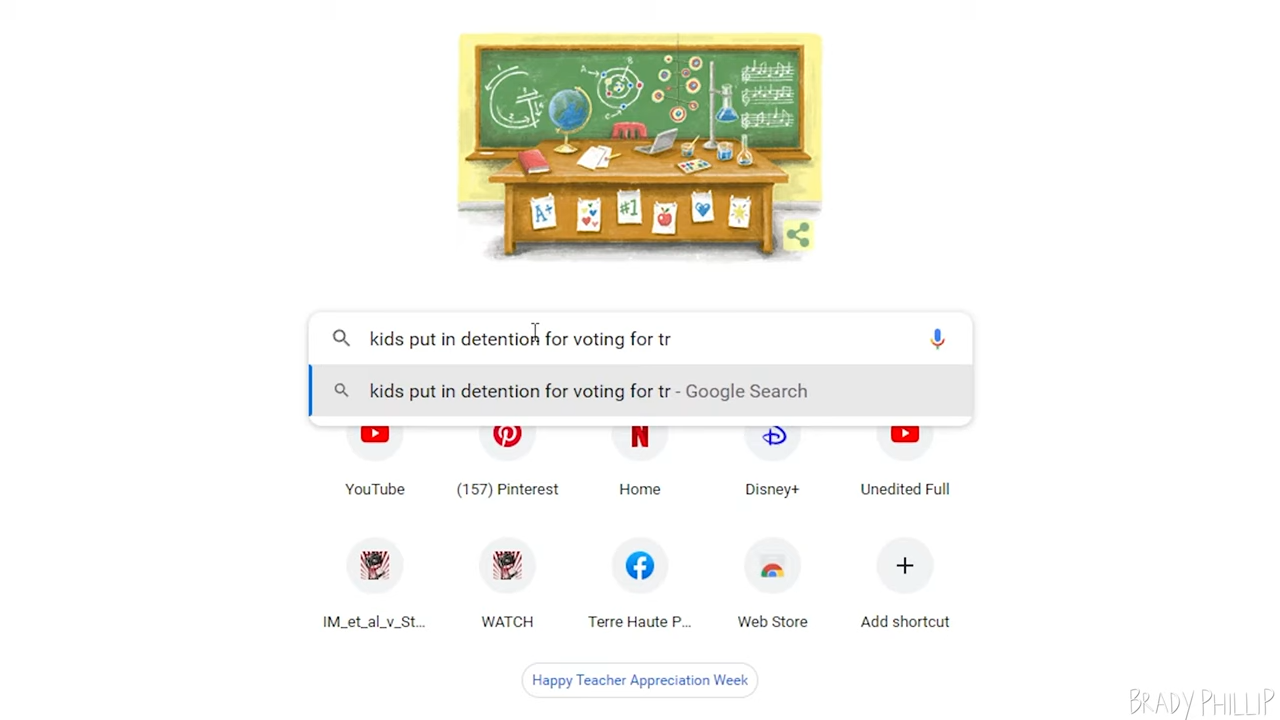 A+
#1
kids put in detention for voting for tr
kids put in detention for voting for tr - Google Search
YouTube
(157) Pinterest
Home
Disney+
Unedited Full
IM_et_al_v_St...
WATCH
Terre Haute P...
Web Store
Add shortcut
Happy Teacher Appreciation Week
BRADY PHILLIP